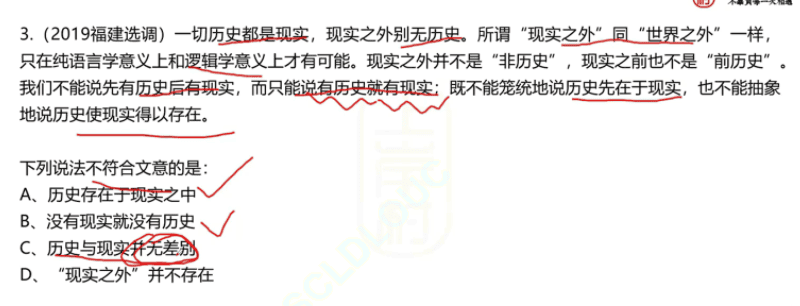 3.（2019福建选调）一切历史都是现实，现实之外别无历史。所谓“现实之外”同“世界之外”一样，
只在纯语言学意义上和逻辑学意义上才有可能。现实之外并不是“非历史”，现实之前也不是“前历史”。
我们不能说先有历史后有现实，而只能说有历史就有现实；既不能笼统地说历史先在于现实，也不能抽象
地说历史使现实得以存在。
下列说法不符合文意的是：
A、历史存在于现实之中
B、没有现实就没有历史
C、历史与现实并无差别
D、“现实之外”并不存在